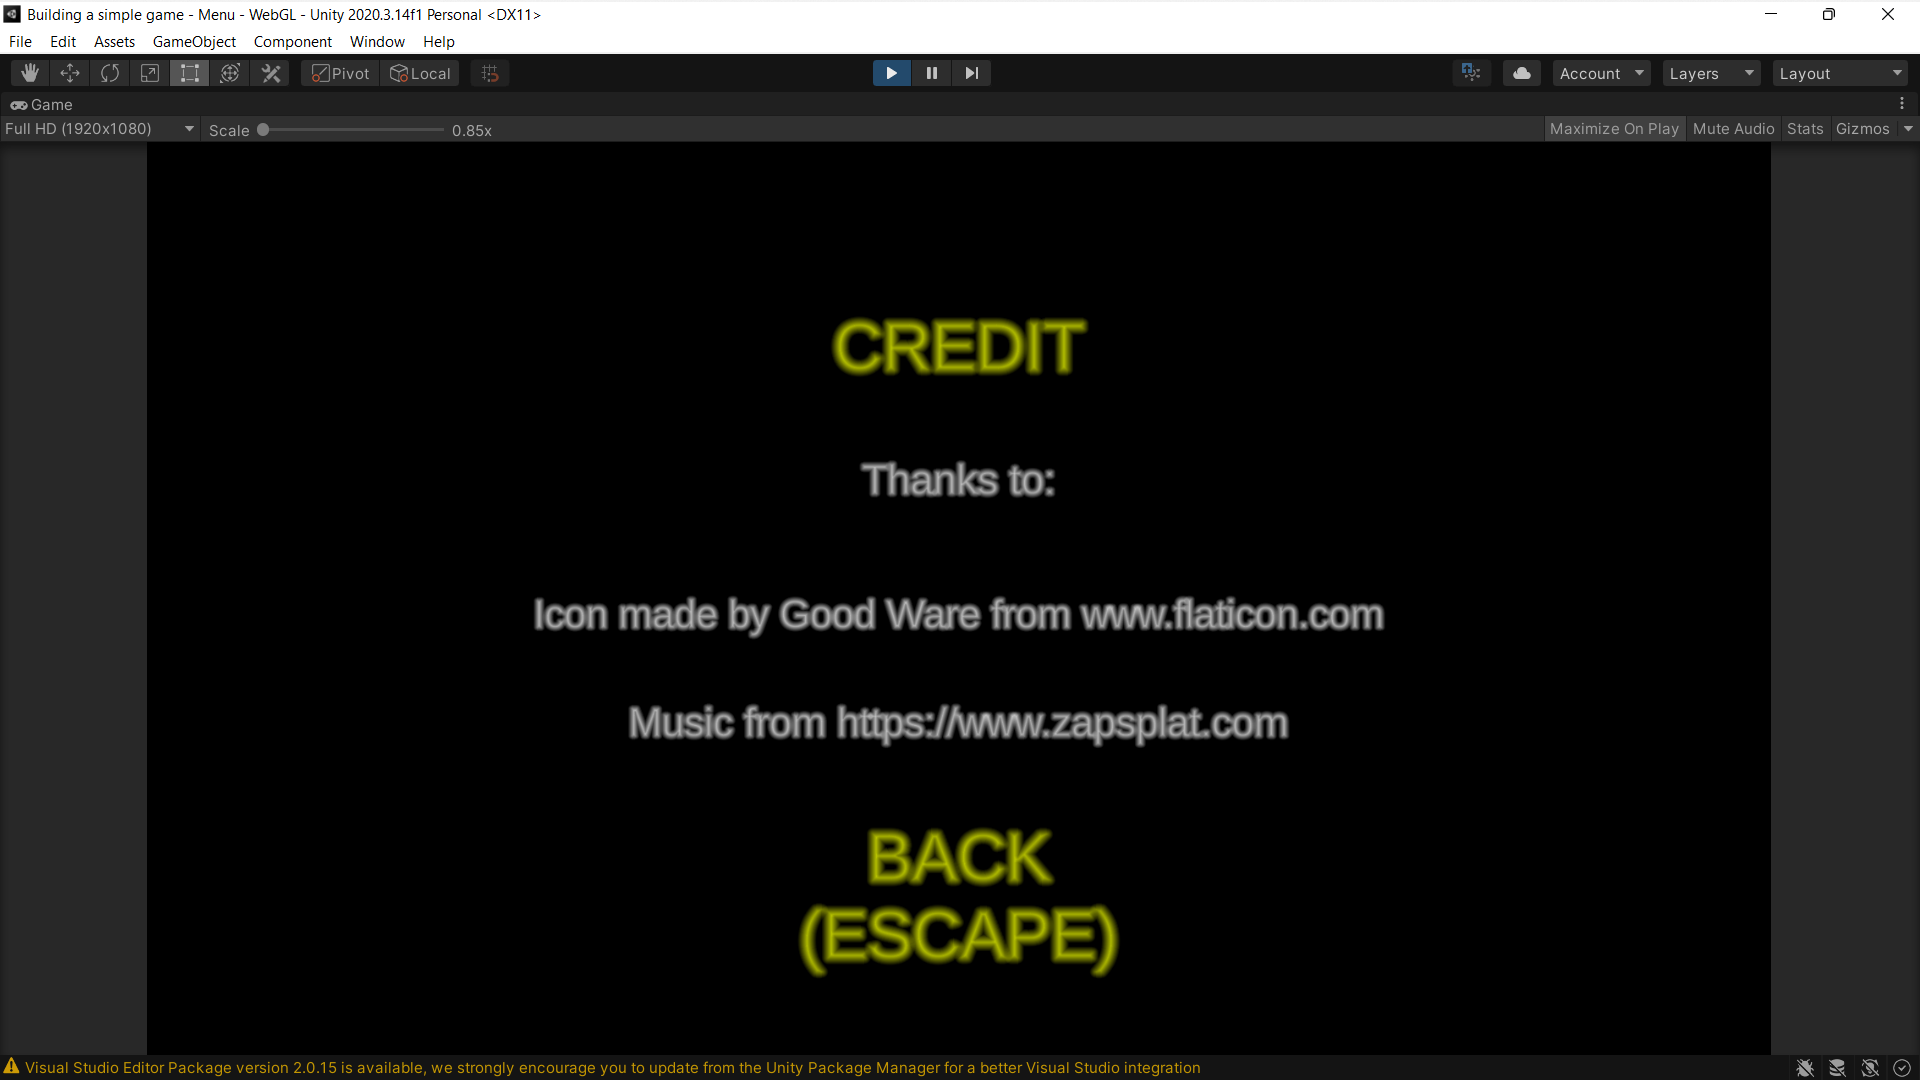 Building a simple game - Menu - WebGL - Unity 2020.3.14f1 Personal <DX11>
File Edit Assets GameObject Component Window Help
Pivot Local Account Layers Layout
Game
Full HD (1920x1080) Scale 0.85x Maximize On Play Mute Audio Stats Gizmos
CREDIT
Thanks to:
Icon made by Good Ware from www.flaticon.com
Music from https://www.zapsplat.com
BACK
(ESCAPE)
Visual Studio Editor Package version 2.0.15 is available, we strongly encourage you to update from the Unity Package Manager for a better Visual Studio integration